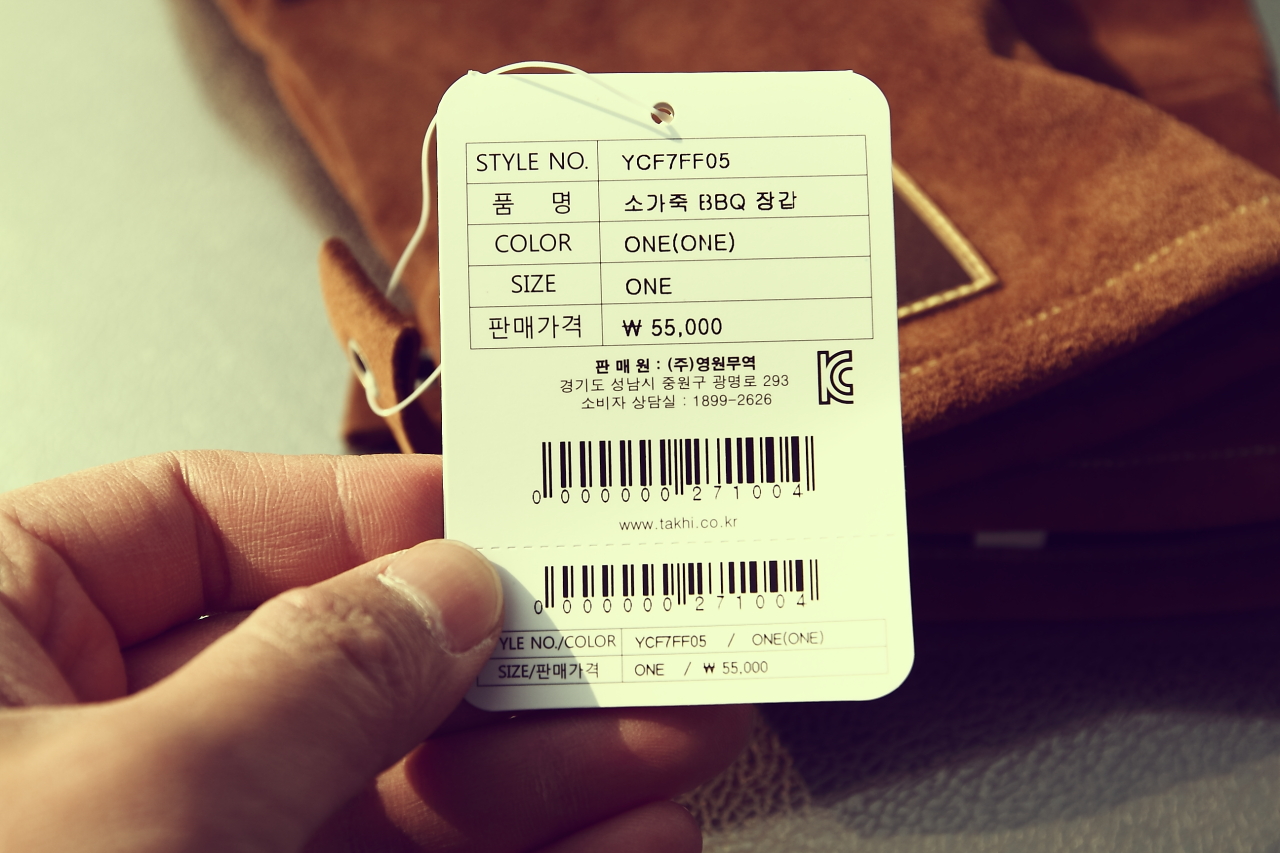 STYLE NO. YCF7FF05
품 명 소가죽 BBQ 장갑
COLOR ONE(ONE)
SIZE ONE
판매가격 ₩ 55,000
판 매 원 : (주)영원무역
경기도 성남시 중원구 광명로 293
소비자 상담실 : 1899-2626
0 000000 271004
www.takhi.co.kr
0 000000 271004
YLE NO./COLOR YCF7FF05 / ONE(ONE)
SIZE/판매가격 ONE / ₩ 55,000